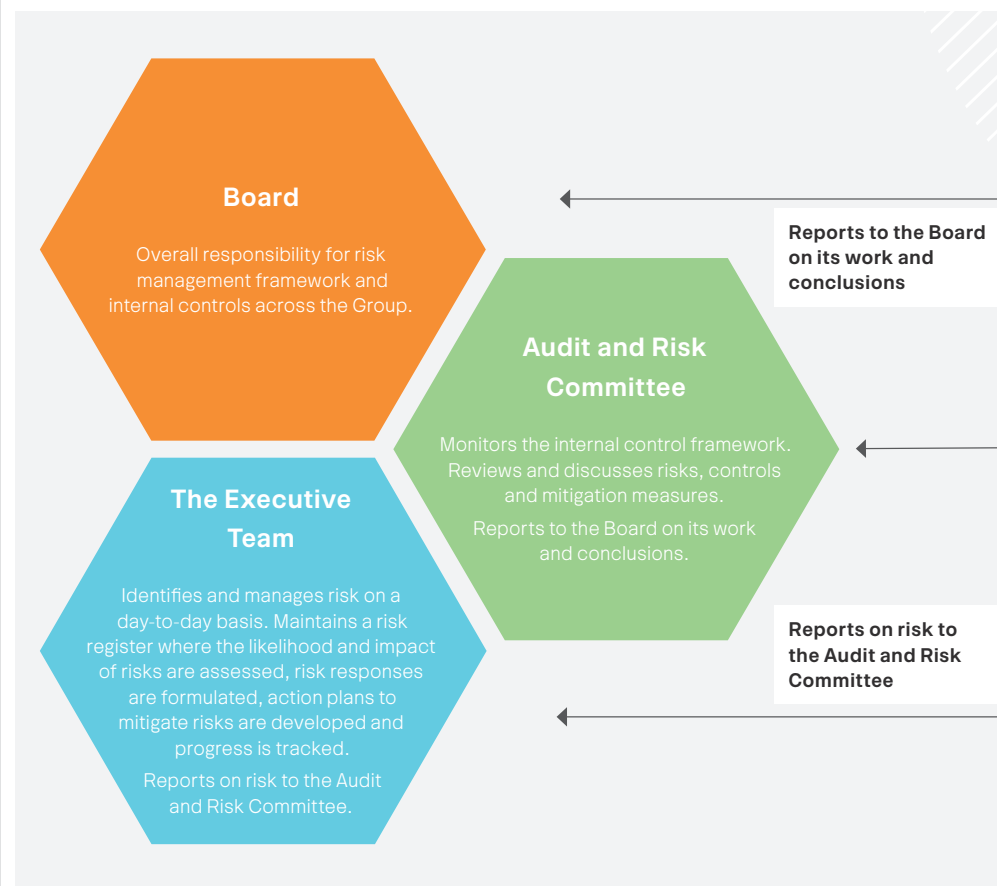 Board
Overall responsibility for risk
management framework and
internal controls across the Group.
Reports to the Board
on its work and
conclusions
Audit and Risk
Committee
Monitors the internal control framework.
Reviews and discusses risks, controls
and mitigation measures.
Reports to the Board on its work
and conclusions.
The Executive
Team
Identifies and manages risk on a
day-to-day basis. Maintains a risk
register where the likelihood and impact
of risks are assessed, risk responses
are formulated, action plans to
mitigate risks are developed and
progress is tracked.
Reports on risk to the Audit
and Risk Committee.
Reports on risk to
the Audit and Risk
Committee